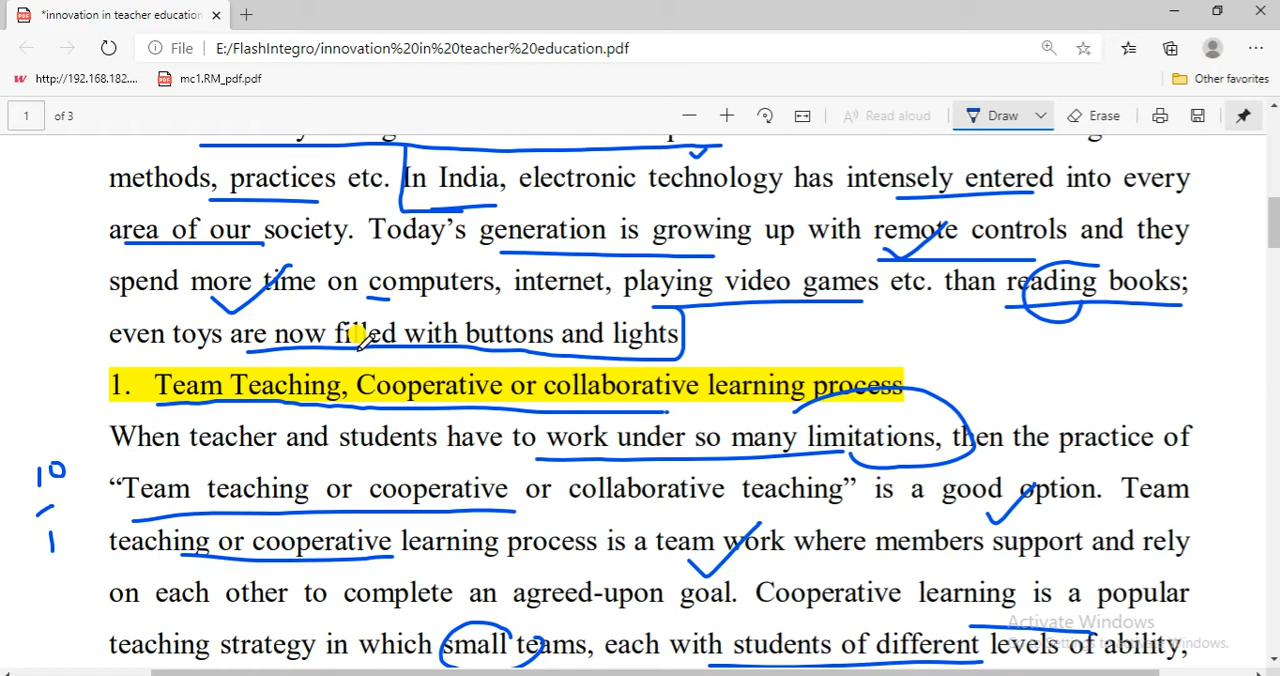 *innovation in teacher education
File E:/FlashIntegro/innovation%20in%20teacher%20education.pdf
http://192.168.182.... mc1.RM_pdf.pdf Other favorites
1 of 3 Read aloud Draw Erase
methods, practices etc. In India, electronic technology has intensely entered into every
area of our society. Today’s generation is growing up with remote controls and they
spend more time on computers, internet, playing video games etc. than reading books;
even toys are now filled with buttons and lights
1. Team Teaching, Cooperative or collaborative learning process
When teacher and students have to work under so many limitations, then the practice of
“Team teaching or cooperative or collaborative teaching” is a good option. Team
10
teaching or cooperative learning process is a team work where members support and rely
1
on each other to complete an agreed-upon goal. Cooperative learning is a popular
Activate Windows
teaching strategy in which small teams, each with students of different levels of ability,